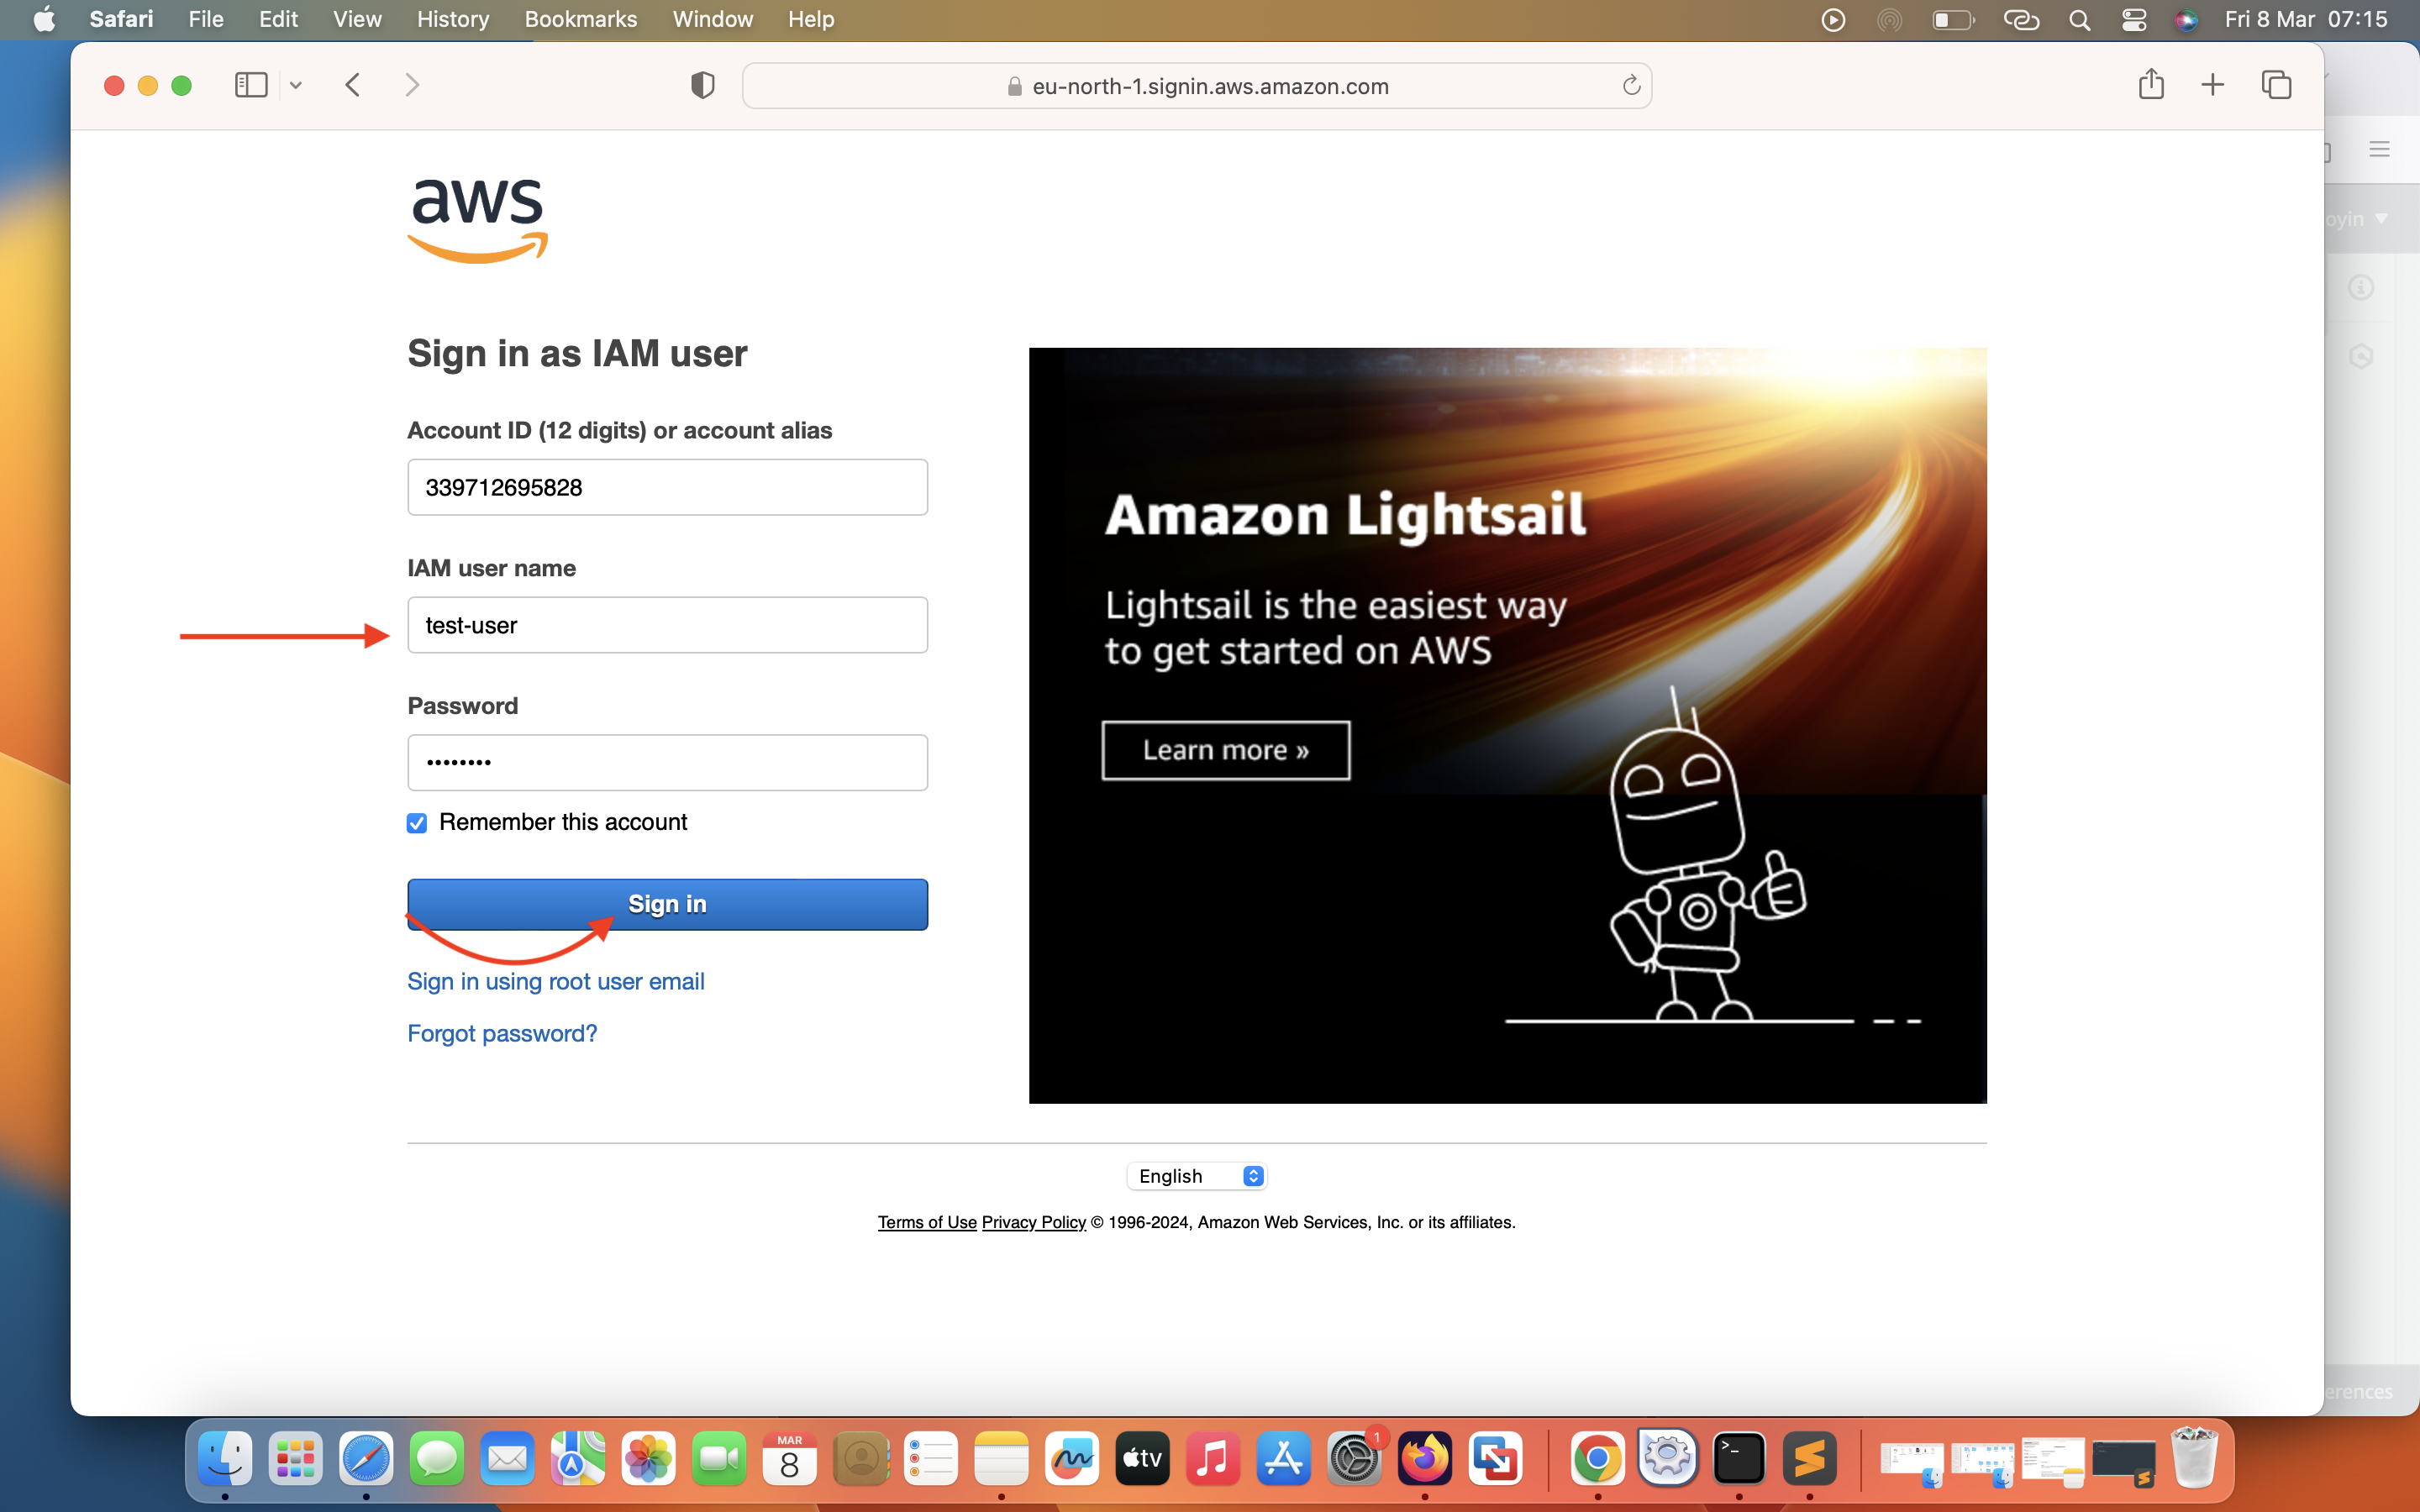 Safari File Edit View History Bookmarks Window Help Fri 8 Mar 07:15
eu-north-1.signin.aws.amazon.com
oyin
aws
Sign in as IAM user
Account ID (12 digits) or account alias
339712695828
IAM user name
test-user
Password
••••••••
Remember this account
Sign in
Sign in using root user email
Forgot password?
Amazon Lightsail
Lightsail is the easiest way
to get started on AWS
Learn more »
English
Terms of Use Privacy Policy © 1996-2024, Amazon Web Services, Inc. or its affiliates.
erences
MAR
8
tv
1
>_